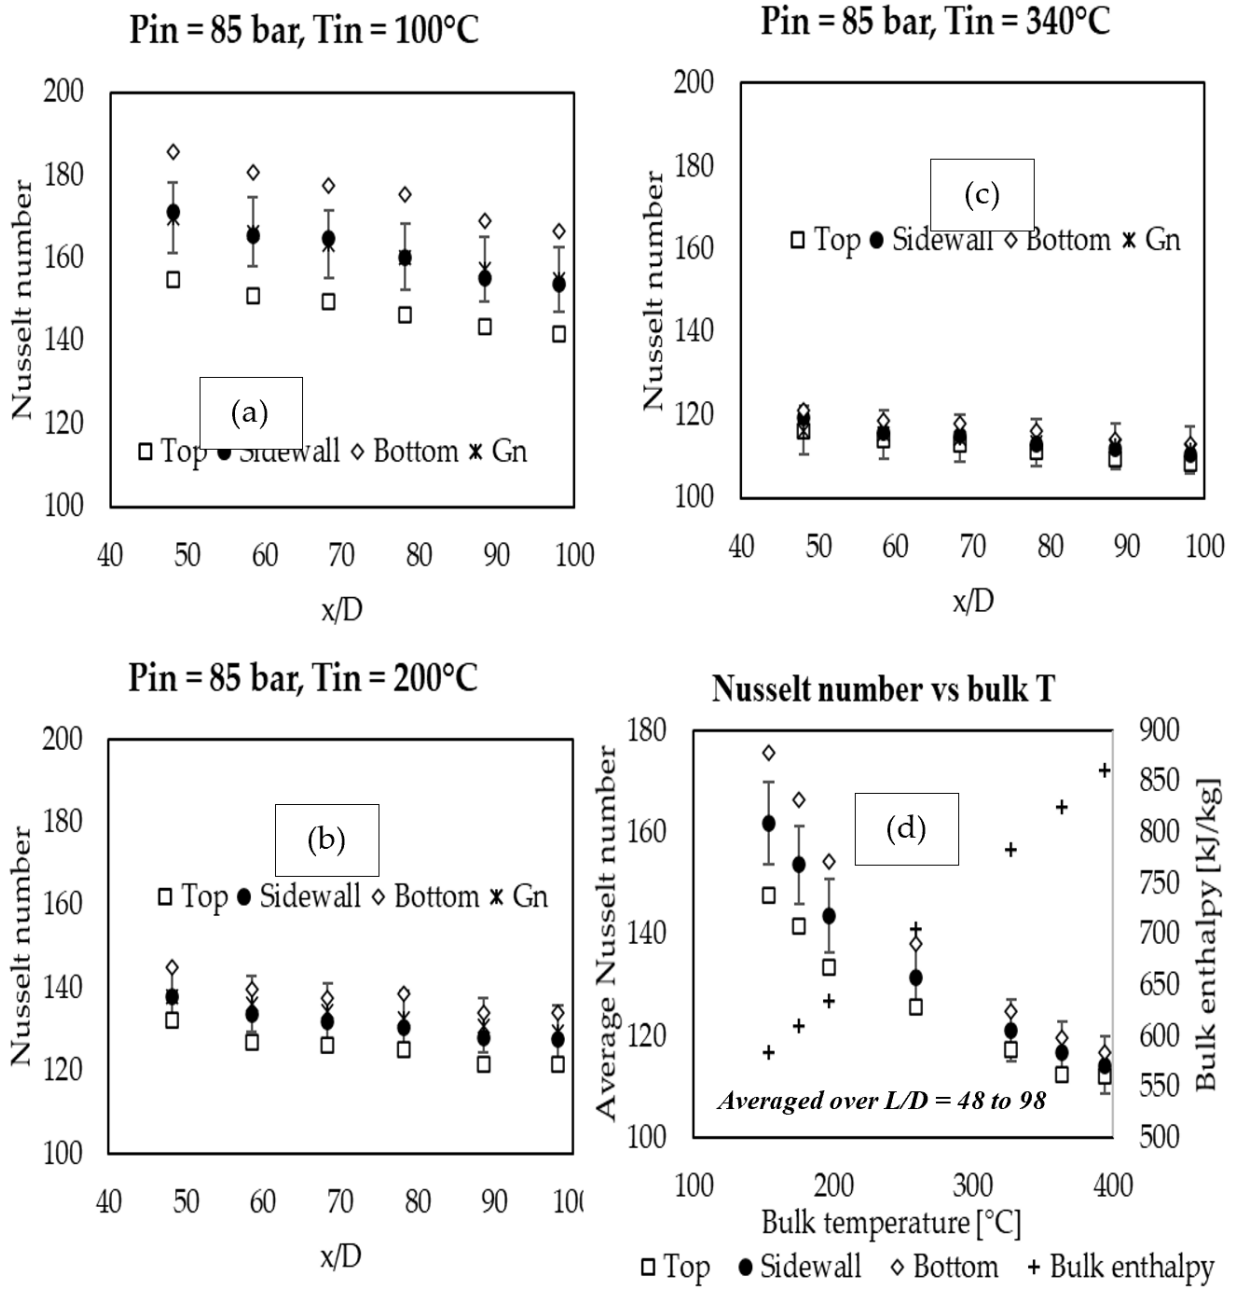 Pin = 85 bar, Tin = 100°C
200
180
160
140
120
100
Nusselt number
(a)
Top Sidewall Bottom Gn
40 50 60 70 80 90 100
x/D
Pin = 85 bar, Tin = 340°C
200
180
160
140
120
100
Nusselt number
(c)
Top Sidewall Bottom Gn
40 50 60 70 80 90 100
x/D
Pin = 85 bar, Tin = 200°C
200
180
160
140
120
100
Nusselt number
(b)
Top Sidewall Bottom Gn
40 50 60 70 80 90 100
x/D
Nusselt number vs bulk T
180
160
140
120
100
Average Nusselt number
(d)
Averaged over L/D = 48 to 98
900
850
800
750
700
650
600
550
500
Bulk enthalpy [kJ/kg]
100 200 300 400
Bulk temperature [°C]
Top Sidewall Bottom Bulk enthalpy